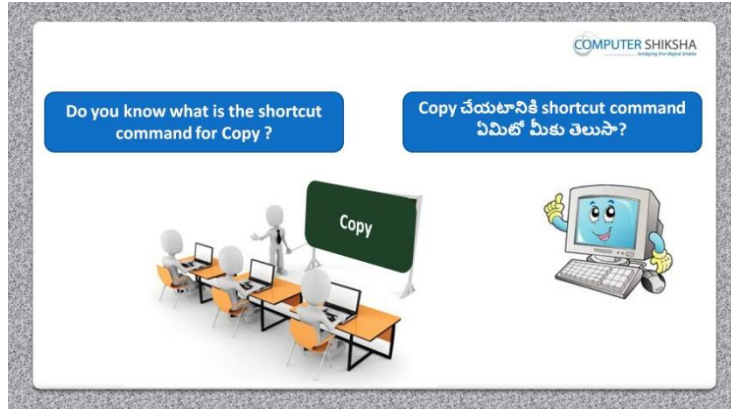 COMPUTER SHIKSHA
bridging the digital divide
Do you know what is the shortcut
command for Copy ?
Copy చేయటానికి shortcut command
ఏమిటో మీకు తెలుసా?
Copy